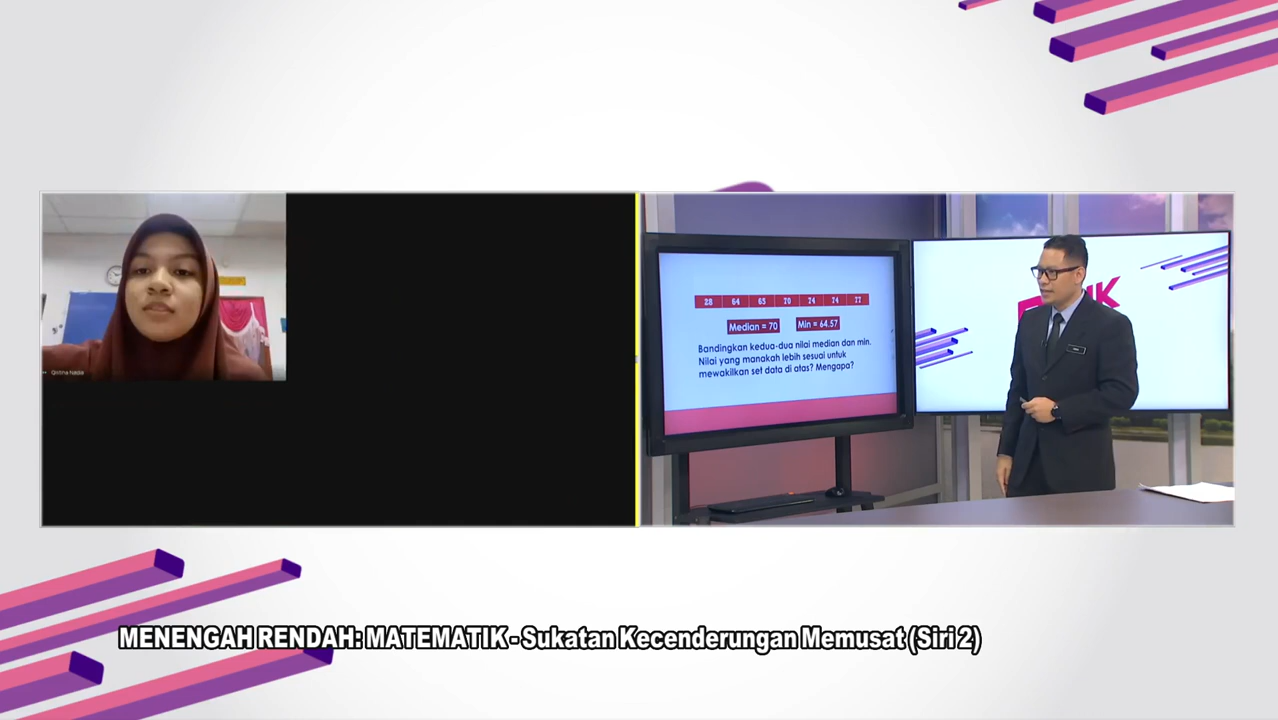 28 64 65 70 74 74 77
Median = 70 Min = 64.57
Bandingkan kedua-dua nilai median dan min.
Nilai yang manakah lebih sesuai untuk
mewakilkan set data di atas? Mengapa?
MENENGAH RENDAH: MATEMATIK - Sukatan Kecenderungan Memusat (Siri 2)